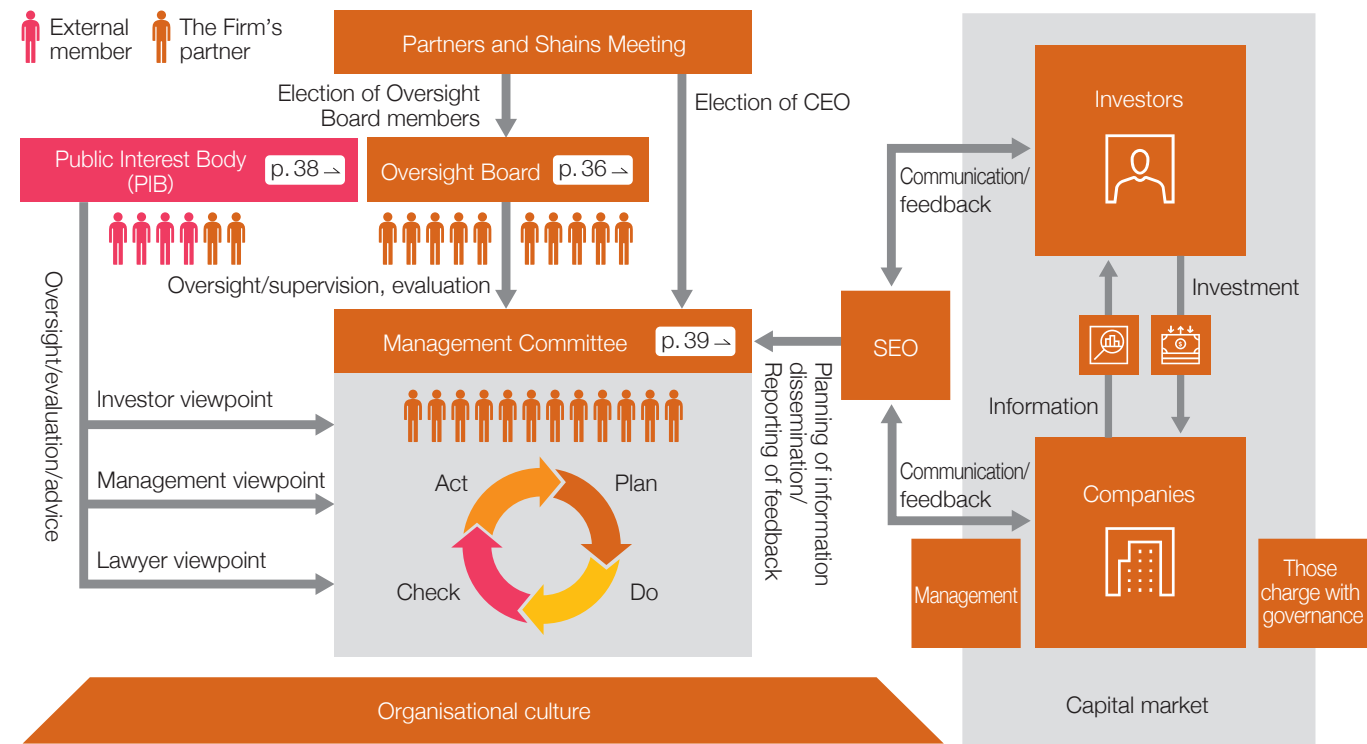 External
member
The Firm's
partner
Partners and Shains Meeting
Election of Oversight
Board members
Election of CEO
Public Interest Body
(PIB)
p.38→
Oversight Board
p.36→
Oversight/supervision, evaluation
Oversight/evaluation/advice
Management Committee
p.39→
Investor viewpoint
Management viewpoint
Lawyer viewpoint
Act
Plan
Check
Do
Planning of information
dissemination/
Reporting of feedback
SEO
Communication/
feedback
Communication/
feedback
Investors
Investment
Information
Companies
Management
Those
charge with
governance
Capital market
Organisational culture